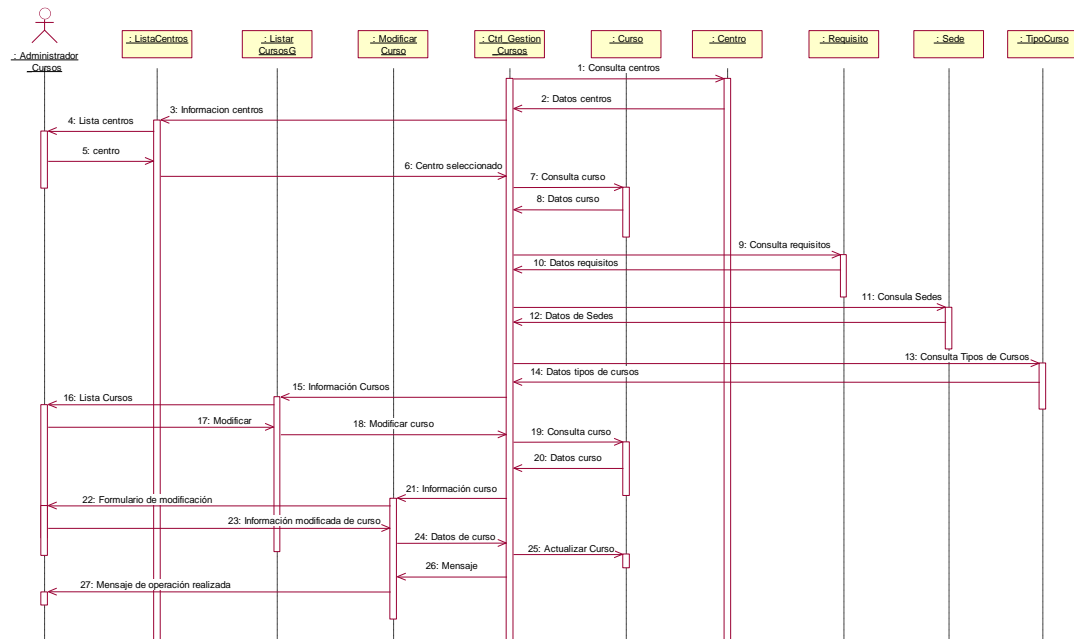 : Administrador
_Cursos
: ListaCentros
: Listar
CursosG
: Modificar
Curso
: Ctrl_Gestion
_Cursos
: Curso
: Centro
: Requisito
: Sede
: TipoCurso
1: Consulta centros
2: Datos centros
3: Informacion centros
4: Lista centros
5: centro
6: Centro seleccionado
7: Consulta curso
8: Datos curso
9: Consulta requisitos
10: Datos requisitos
11: Consula Sedes
12: Datos de Sedes
13: Consulta Tipos de Cursos
14: Datos tipos de cursos
15: Información Cursos
16: Lista Cursos
17: Modificar
18: Modificar curso
19: Consulta curso
20: Datos curso
21: Información curso
22: Formulario de modificación
23: Información modificada de curso
24: Datos de curso
25: Actualizar Curso
26: Mensaje
27: Mensaje de operación realizada